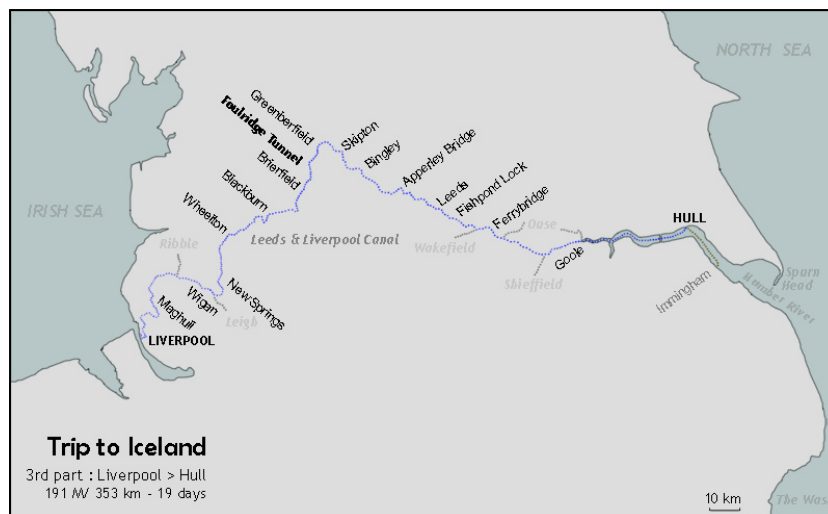 NORTH SEA
IRISH SEA
Greenberfield
Foulridge Tunnel
Brierfield
Blackburn
Wheelton
Skipton
Bingley
Apperley Bridge
Leeds
Fishpond Lock
Ferrybridge
Leeds & Liverpool Canal
Ribble
Wakefield
Ouse
HULL
Goole
Shieffield
Immingham
Spurn
Head
Humber River
New Springs
Wigan
Leigh
Maghull
LIVERPOOL
Trip to Iceland
3rd part : Liverpool > Hull
191 NM 353 km - 19 days
10 km
The Was